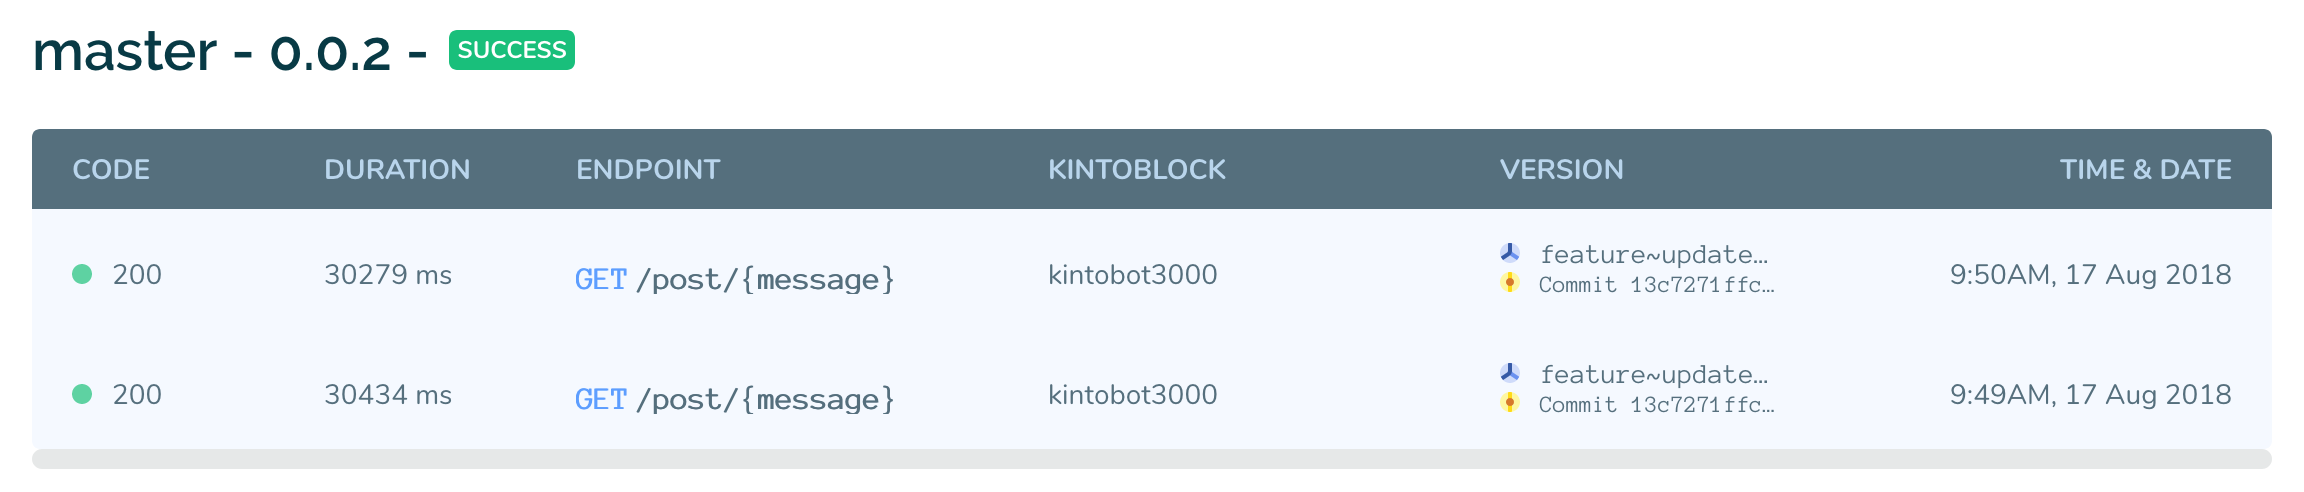 master - 0.0.2 - SUCCESS
CODE DURATION ENDPOINT KINTOBLOCK VERSION TIME & DATE
200 30279 ms GET /post/{message} kintobot3000 feature~update… 9:50AM, 17 Aug 2018
Commit 13c7271ffc…
200 30434 ms GET /post/{message} kintobot3000 feature~update… 9:49AM, 17 Aug 2018
Commit 13c7271ffc…